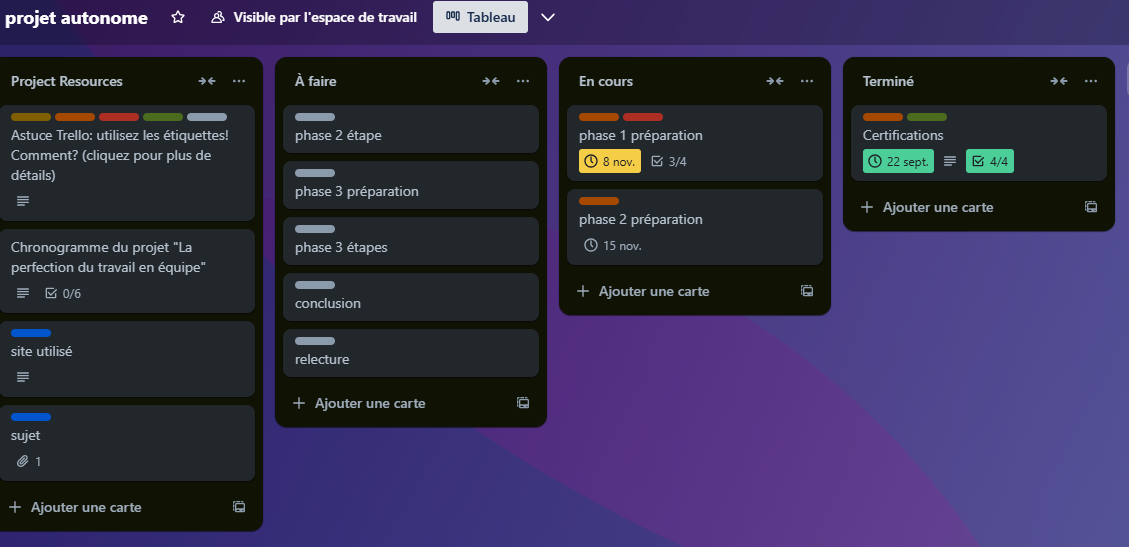 projet autonome
Visible par l'espace de travail
Tableau
Project Resources
Astuce Trello: utilisez les étiquettes!
Comment? (cliquez pour plus de
détails)
Chronogramme du projet "La
perfection du travail en équipe"
0/6
site utilisé
sujet
1
Ajouter une carte
À faire
phase 2 étape
phase 3 préparation
phase 3 étapes
conclusion
relecture
Ajouter une carte
En cours
phase 1 préparation
8 nov.
3/4
phase 2 préparation
15 nov.
Ajouter une carte
Terminé
Certifications
22 sept.
4/4
Ajouter une carte